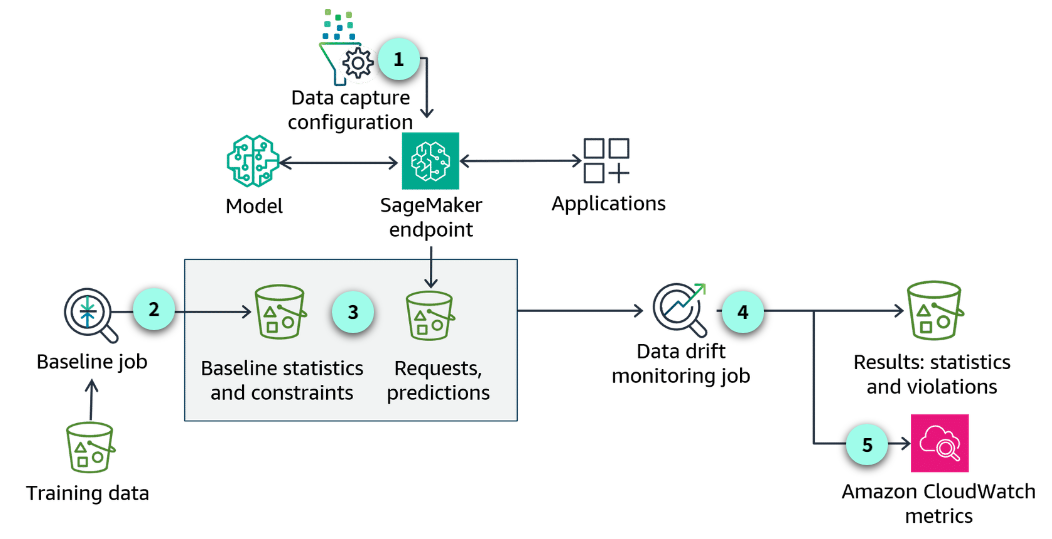 1
Data capture
configuration
Model
SageMaker
endpoint
Applications
2
3
4
Baseline job
Baseline statistics
and constraints
Requests,
predictions
Data drift
monitoring job
Results: statistics
and violations
5
Training data
Amazon CloudWatch
metrics